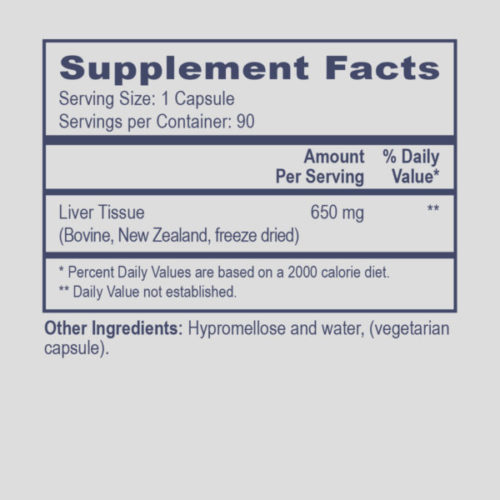 Supplement Facts
Serving Size: 1 Capsule
Servings per Container: 90
Amount % Daily
Per Serving Value*
Liver Tissue 650 mg **
(Bovine, New Zealand, freeze dried)
* Percent Daily Values are based on a 2000 calorie diet.
** Daily Value not established.
Other Ingredients: Hypromellose and water, (vegetarian
capsule).